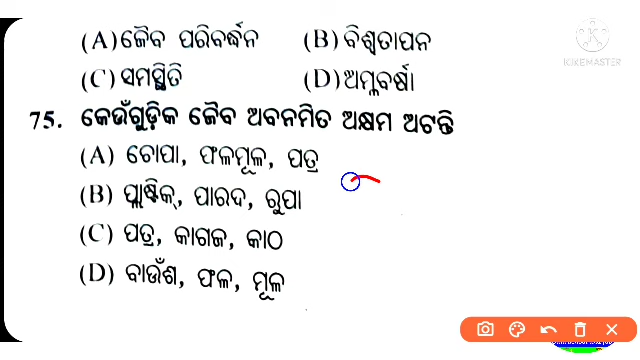 (A) ଜୈବ ପରିବର୍ଦ୍ଧନ (B) ବିଶ୍ୱତାପନ
(C) ସମସ୍ଥିତି (D) ଅମ୍ଳବର୍ଷା
75. କେଉଁଗୁଡ଼ିକ ଜୈବ ଅବନମିତ ଅକ୍ଷମ ଅଟନ୍ତି
(A) ଚୋପା, ଫଳମୂଳ, ପତ୍ର
(B) ପ୍ଲାଷ୍ଟିକ୍, ପାରଦ, ରୁପା
(C) ପତ୍ର, କାଗଜ, କାଠ
(D) ବାଉଁଶ, ଫଳ, ମୂଳ
KINEMASTER